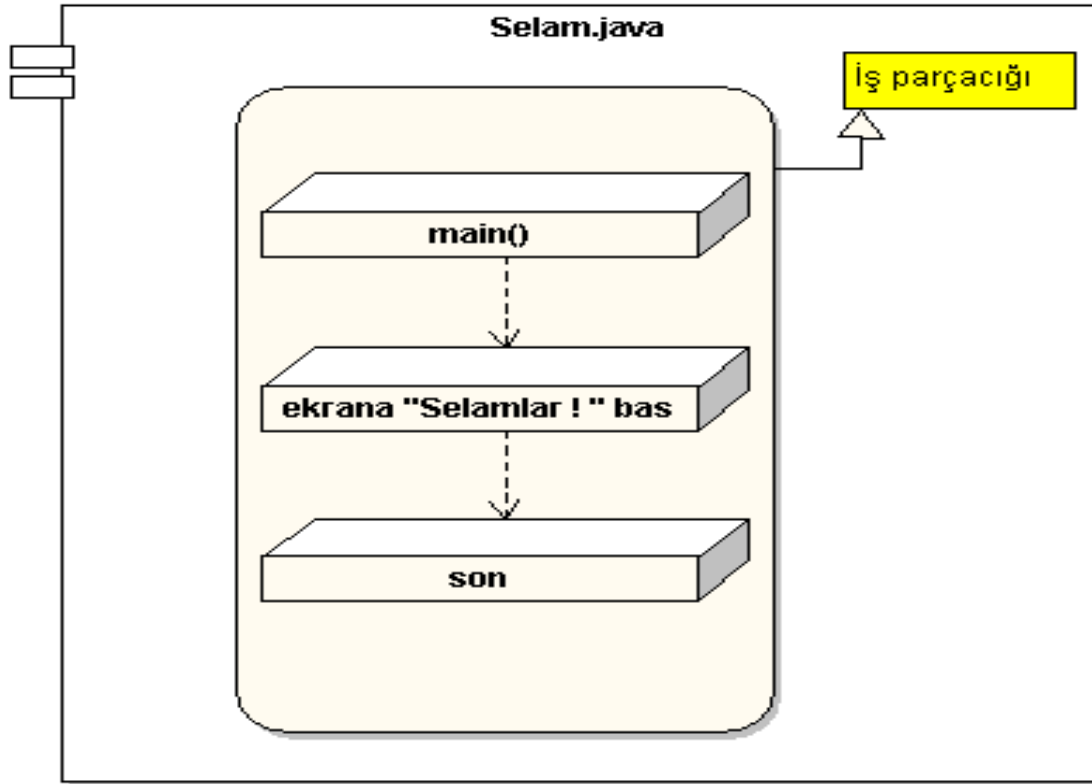 Selam.java
İş parçacığı
main()
ekrana "Selamlar ! " bas
son